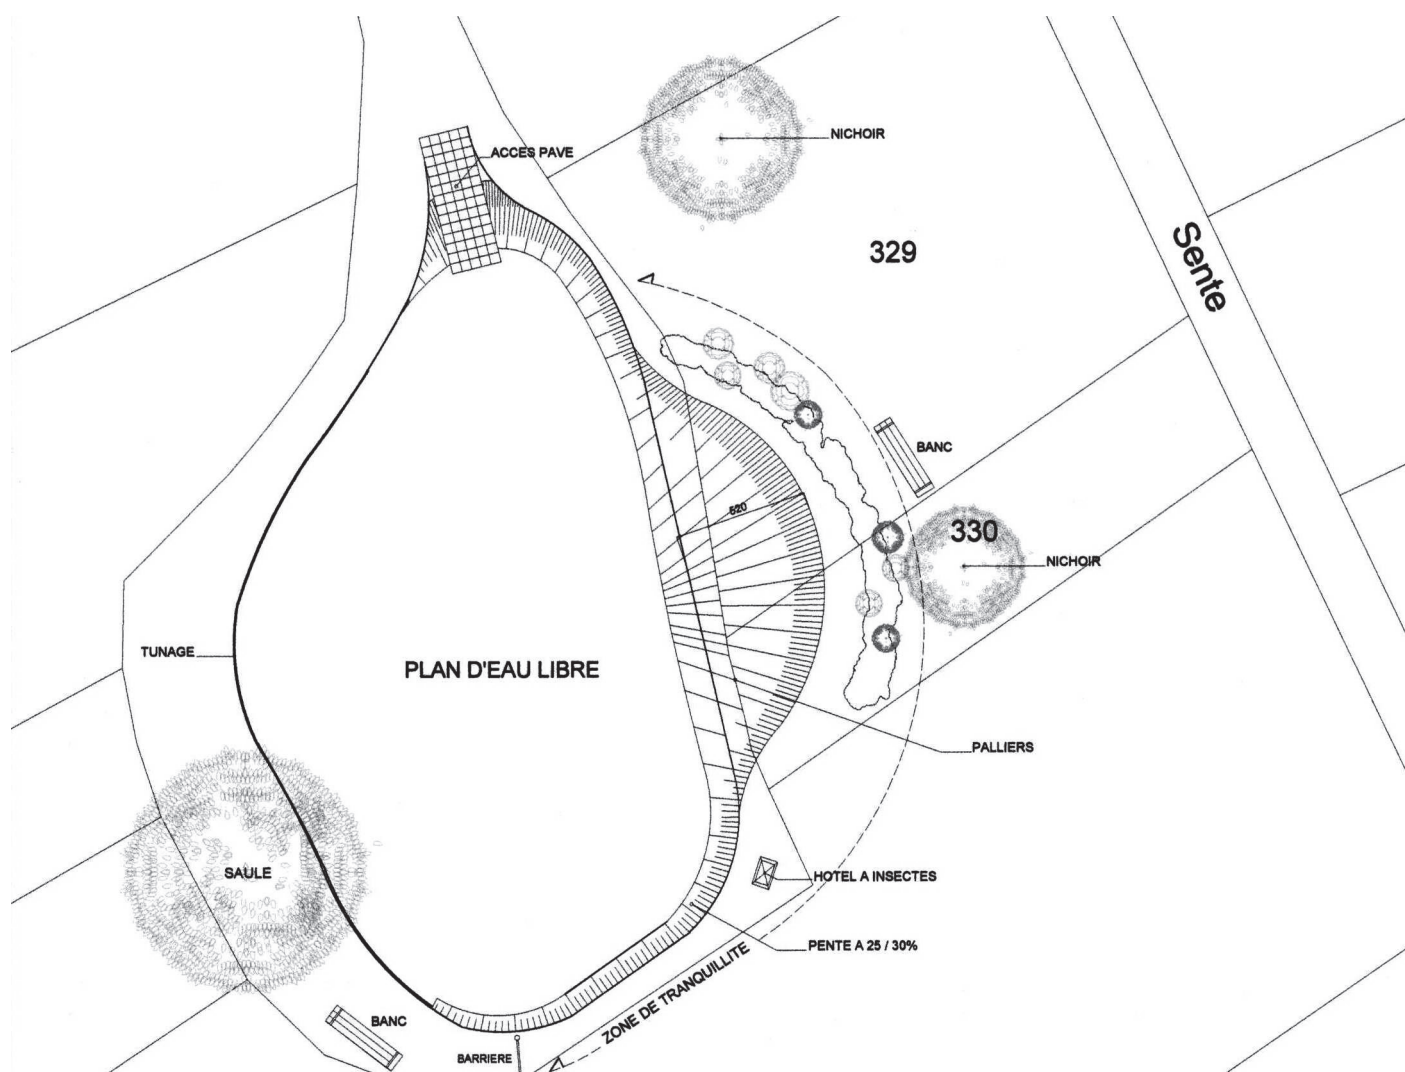 NICHOIR
ACCES PAVE
329
Sente
BANC
520
330
NICHOIR
TUNAGE
PLAN D'EAU LIBRE
PALLIERS
SAULE
HOTEL A INSECTES
PENTE A 25 / 30%
ZONE DE TRANQUILLITE
BANC
BARRIERE